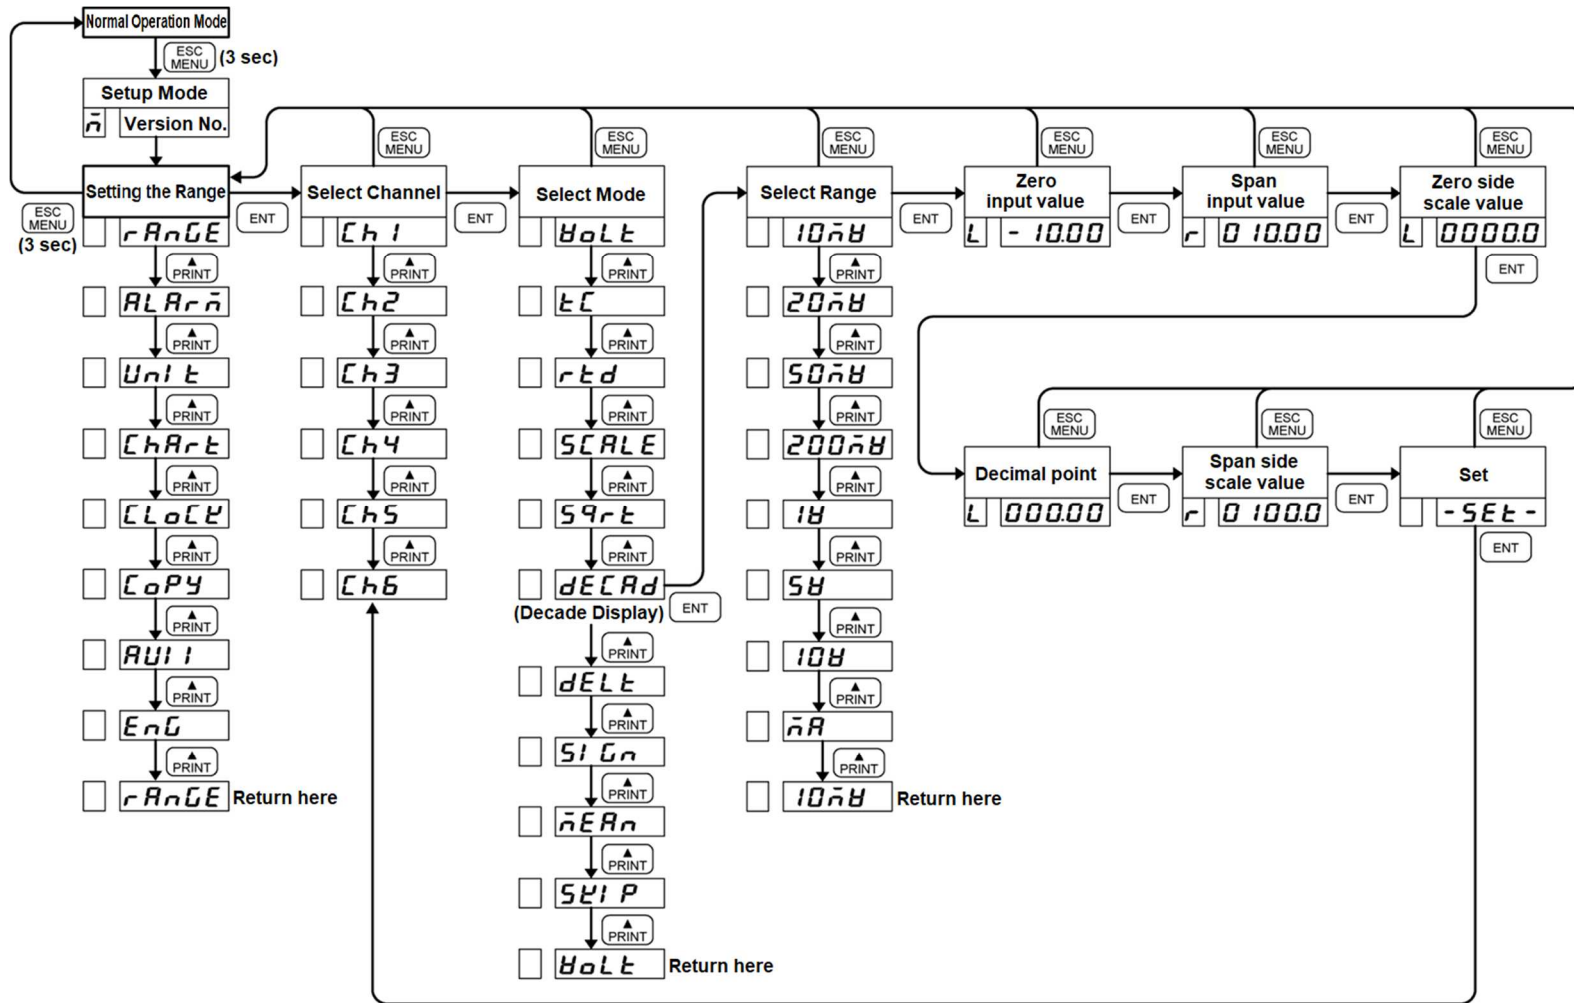 Normal Operation Mode
ESC
MENU
(3 sec)
Setup Mode
Version No.
ESC
MENU
ESC
MENU
ESC
MENU
ESC
MENU
ESC
MENU
ESC
MENU
Setting the Range
ENT
Select Channel
ENT
Select Mode
Select Range
ENT
Zero
input value
ENT
Span
input value
ENT
Zero side
scale value
ESC
MENU
(3 sec)
rAnGE
Ch1
VoLt
10mV
L -10.00
r 010.00
L 0000.0
ENT
▲
PRINT
▲
PRINT
▲
PRINT
▲
PRINT
ALArm
Ch2
tC
20mV
▲
PRINT
▲
PRINT
▲
PRINT
▲
PRINT
UnIt
Ch3
rtd
50mV
▲
PRINT
▲
PRINT
▲
PRINT
▲
PRINT
ESC
MENU
ESC
MENU
ESC
MENU
ChArt
Ch4
SCALE
200mV
▲
PRINT
▲
PRINT
▲
PRINT
▲
PRINT
Decimal point
ENT
Span side
scale value
ENT
Set
CLoCK
Ch5
Sqrt
1V
L 000.00
r 0100.0
-SEt-
ENT
▲
PRINT
▲
PRINT
▲
PRINT
▲
PRINT
CoPY
Ch6
dECAd
5V
(Decade Display)
ENT
▲
PRINT
▲
PRINT
▲
PRINT
AUI1
dELt
10V
▲
PRINT
▲
PRINT
▲
PRINT
EnG
SIGn
mA
▲
PRINT
▲
PRINT
▲
PRINT
rAnGE Return here
mEAn
10mV Return here
▲
PRINT
SKIP
▲
PRINT
VoLt Return here